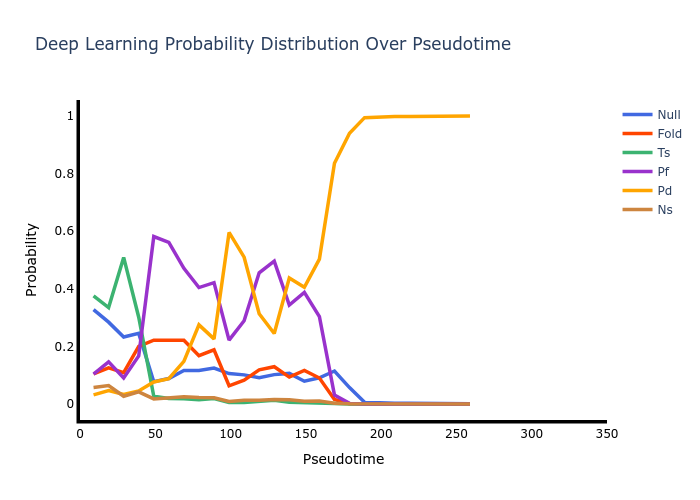 Deep Learning Probability Distribution Over Pseudotime
Probability
1
0.8
0.6
0.4
0.2
0
0 50 100 150 200 250 300 350
Pseudotime
Null
Fold
Ts
Pf
Pd
Ns